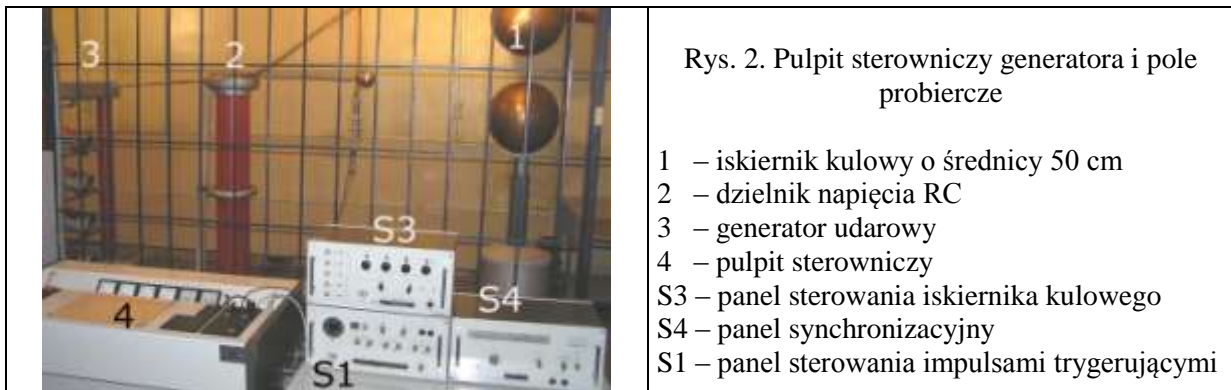 3
2
1
S3
S4
4
S1
Rys. 2. Pulpit sterowniczy generatora i pole
probiercze
1 – iskiernik kulowy o średnicy 50 cm
2 – dzielnik napięcia RC
3 – generator udarowy
4 – pulpit sterowniczy
S3 – panel sterowania iskiernika kulowego
S4 – panel synchronizacyjny
S1 – panel sterowania impulsami trygerującymi